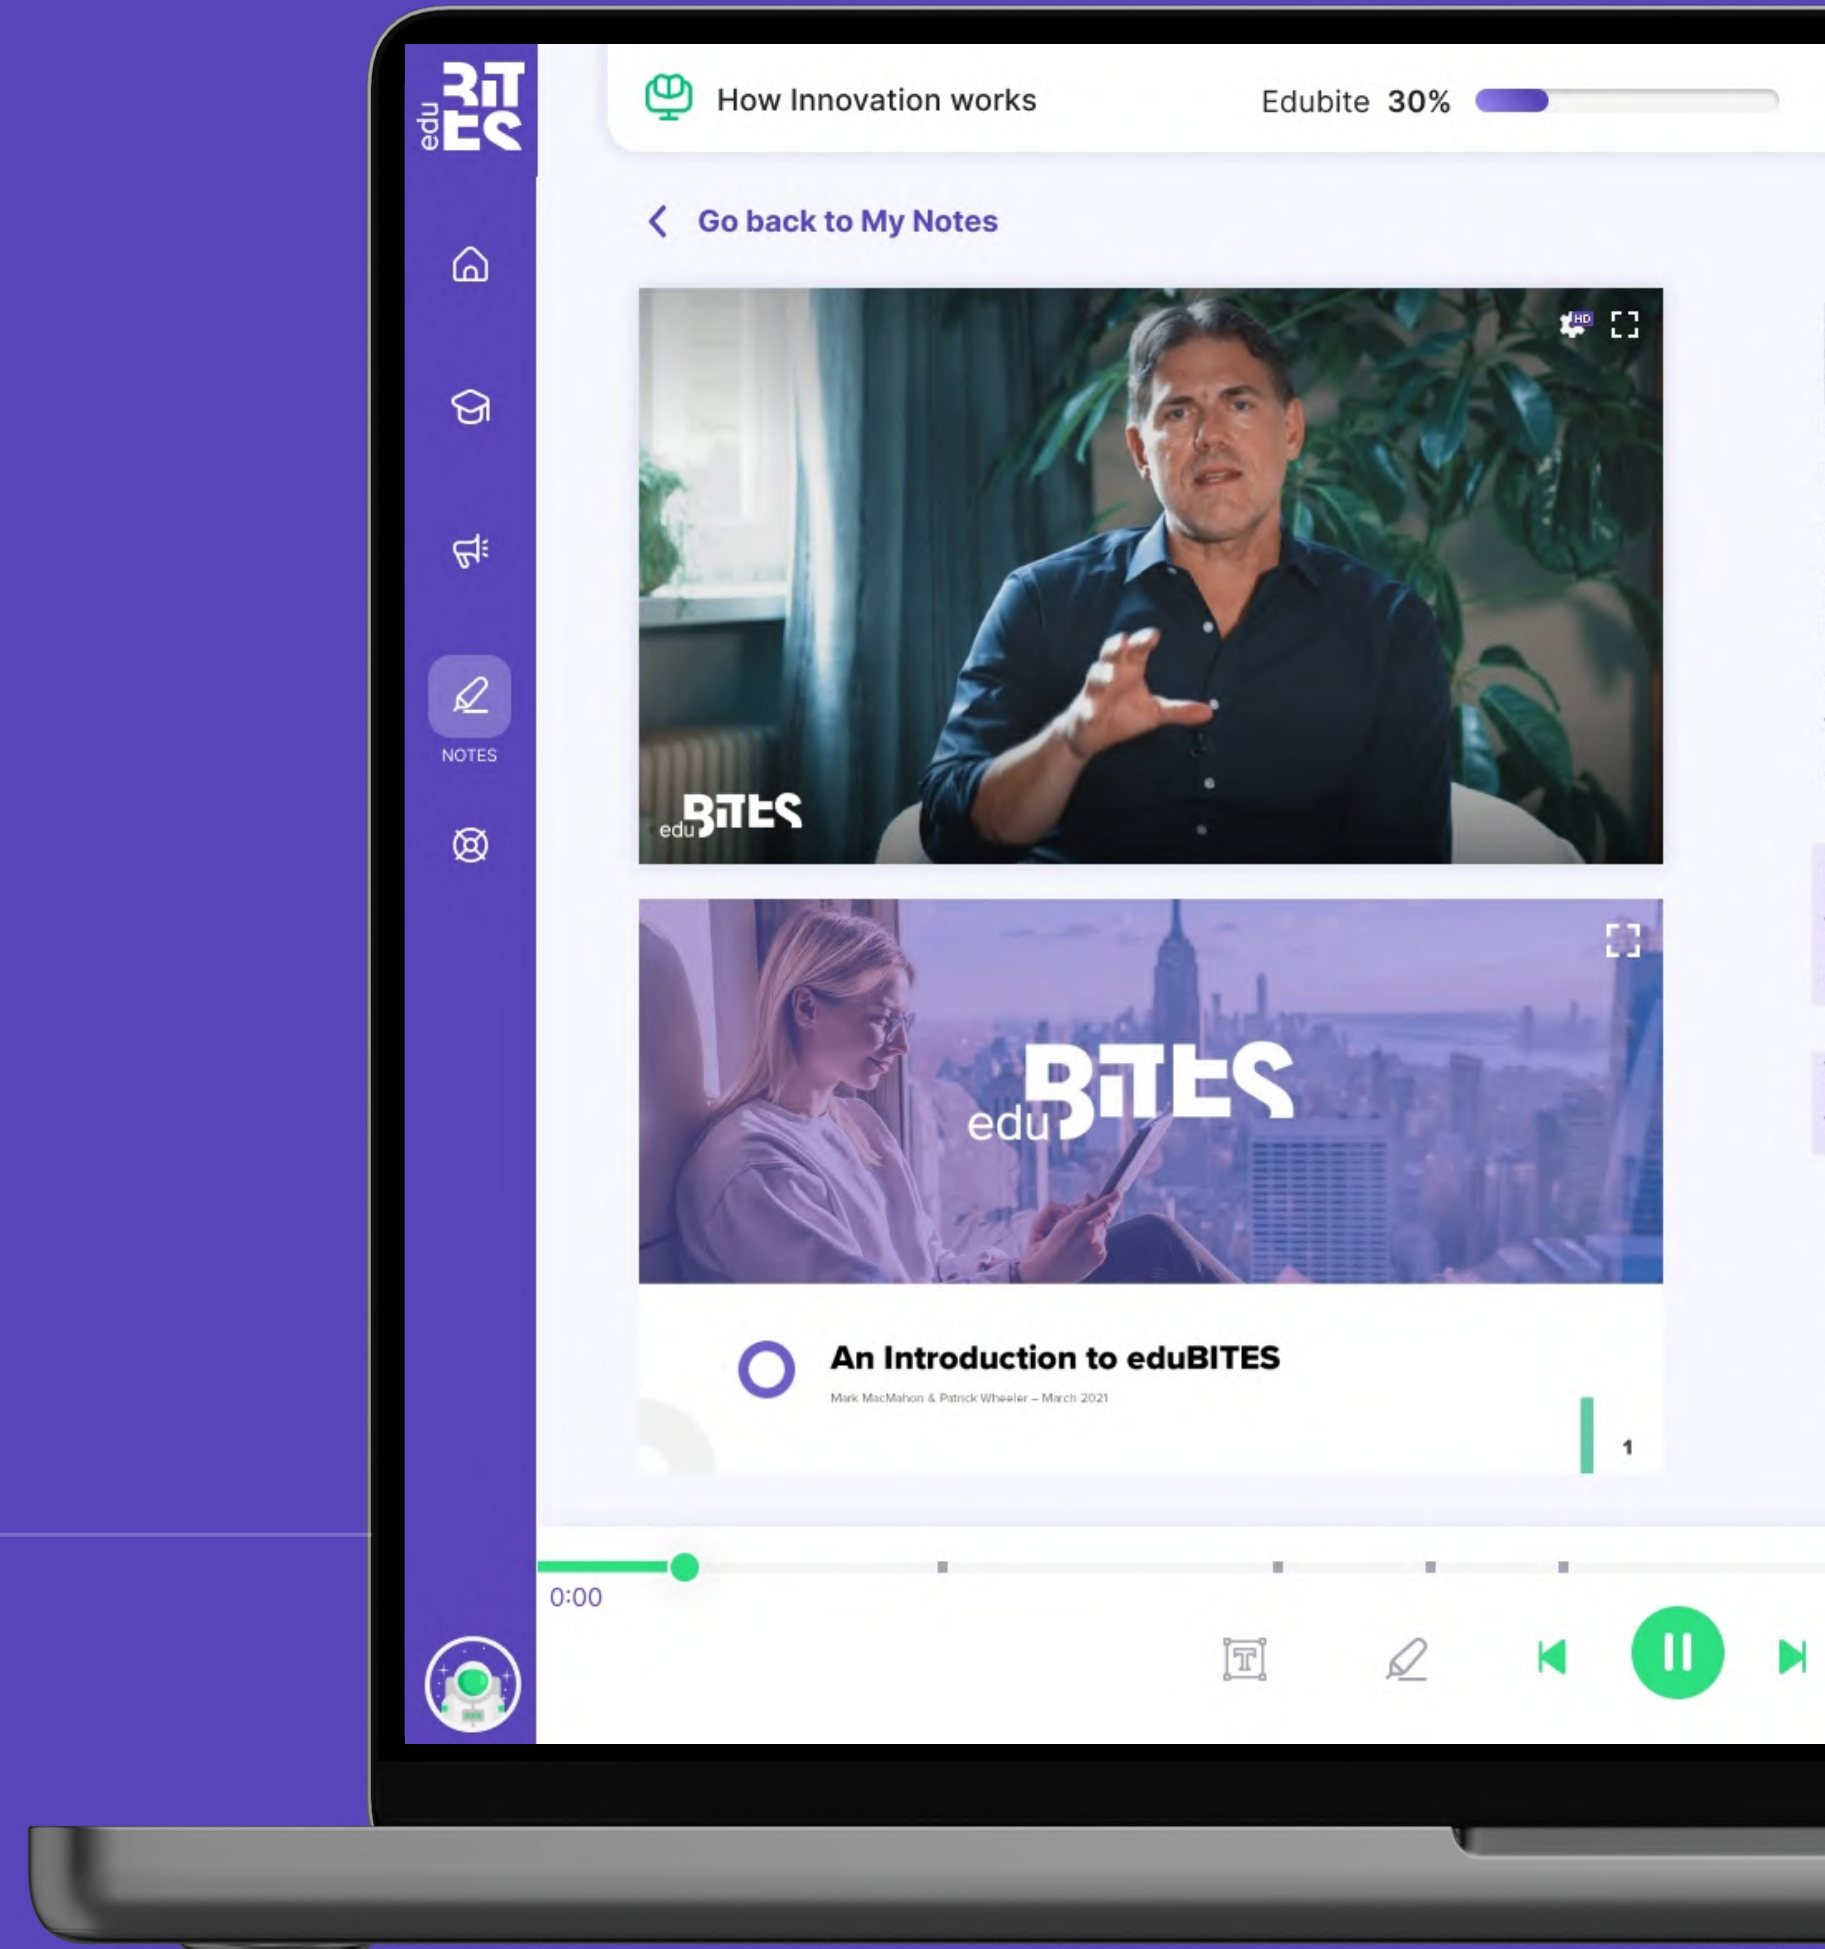 edu BiTES
How Innovation works
Edubite 30%
Go back to My Notes
HD
NOTES
edu BiTES
edu BiTES
An Introduction to eduBITES
Mark MacMahon & Patrick Wheeler – March 2021
1
0:00
T